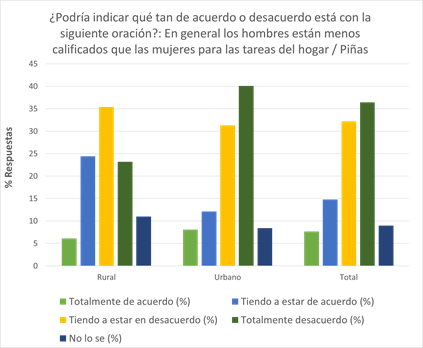 ¿Podría indicar qué tan de acuerdo o desacuerdo está con la
siguiente oración?: En general los hombres están menos
calificados que las mujeres para las tareas del hogar / Piñas
% Respuestas
45
40
35
30
25
20
15
10
5
0
Rural Urbano Total
Totalmente de acuerdo (%) Tiendo a estar de acuerdo (%)
Tiendo a estar en desacuerdo (%) Totalmente desacuerdo (%)
No lo se (%)